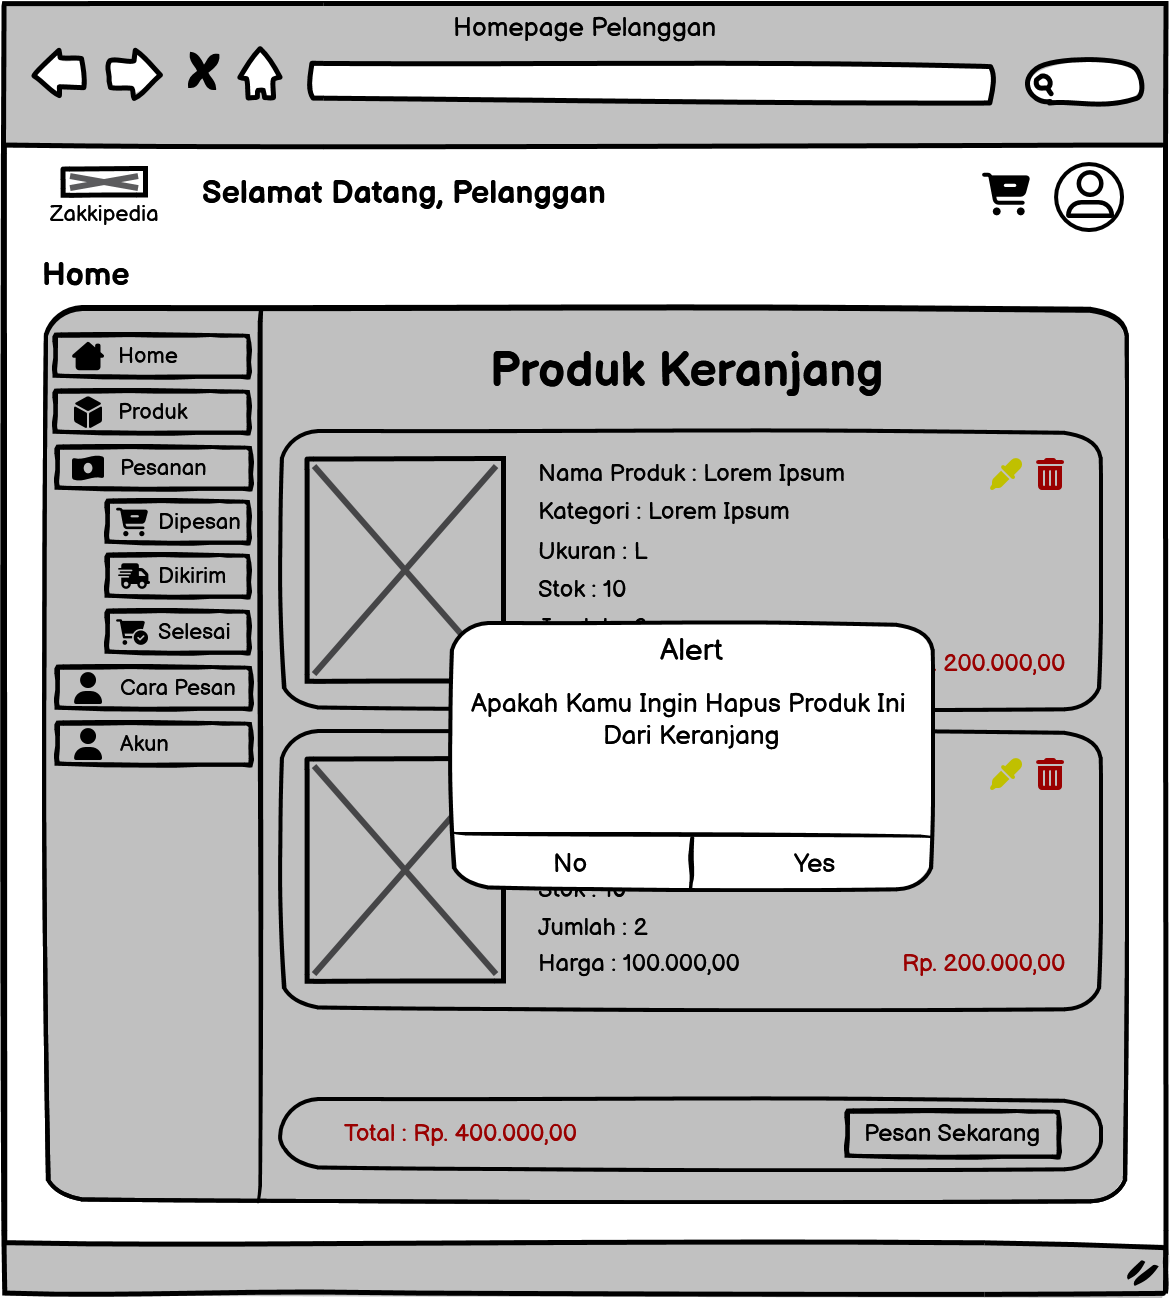 Homepage Pelanggan
Zakkipedia
Selamat Datang, Pelanggan
Home
Home
Produk
Pesanan
Dipesan
Dikirim
Selesai
Cara Pesan
Akun
Produk Keranjang
Nama Produk : Lorem Ipsum
Kategori : Lorem Ipsum
Ukuran : L
Stok : 10
200.000,00
Alert
Apakah Kamu Ingin Hapus Produk Ini
Dari Keranjang
No
Yes
Stok : 10
Jumlah : 2
Harga : 100.000,00
Rp. 200.000,00
Total : Rp. 400.000,00
Pesan Sekarang